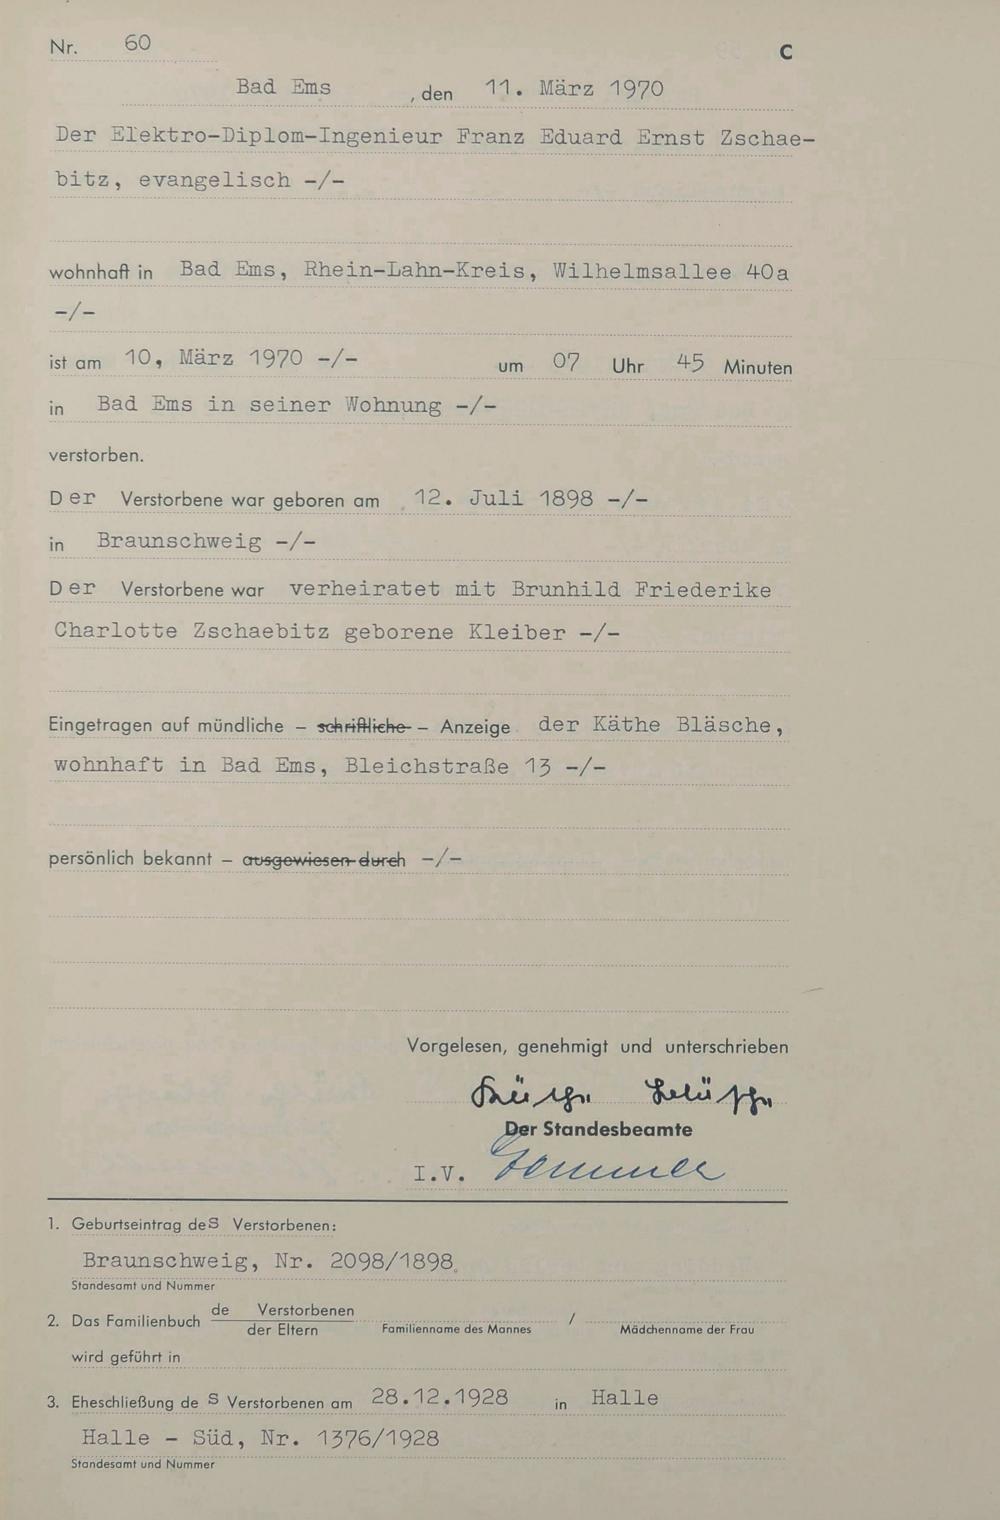 Nr. 60 C
Bad Ems, den 11. März 1970
Der Elektro-Diplom-Ingenieur Franz Eduard Ernst Zschae-
bitz, evangelisch -/-
wohnhaft in Bad Ems, Rhein-Lahn-Kreis, Wilhelmsallee 40a
-/-
ist am 10, März 1970 -/- um 07 Uhr 45 Minuten
in Bad Ems in seiner Wohnung -/-
verstorben.
Der Verstorbene war geboren am 12. Juli 1898 -/-
in Braunschweig -/-
Der Verstorbene war verheiratet mit Brunhild Friederike
Charlotte Zschaebitz geborene Kleiber -/-
Eingetragen auf mündliche – schriftliche – Anzeige der Käthe Bläsche,
wohnhaft in Bad Ems, Bleichstraße 13 -/-
persönlich bekannt – ausgewiesen durch -/-
Vorgelesen, genehmigt und unterschrieben
Käthe Bläsche
Der Standesbeamte
I.V.
1. Geburtseintrag des Verstorbenen:
Braunschweig, Nr. 2098/1898.
Standesamt und Nummer
2. Das Familienbuch de Verstorbenen / 
der Eltern Familienname des Mannes Mädchenname der Frau
wird geführt in
3. Eheschließung des Verstorbenen am 28.12.1928 in Halle
Halle - Süd, Nr. 1376/1928
Standesamt und Nummer